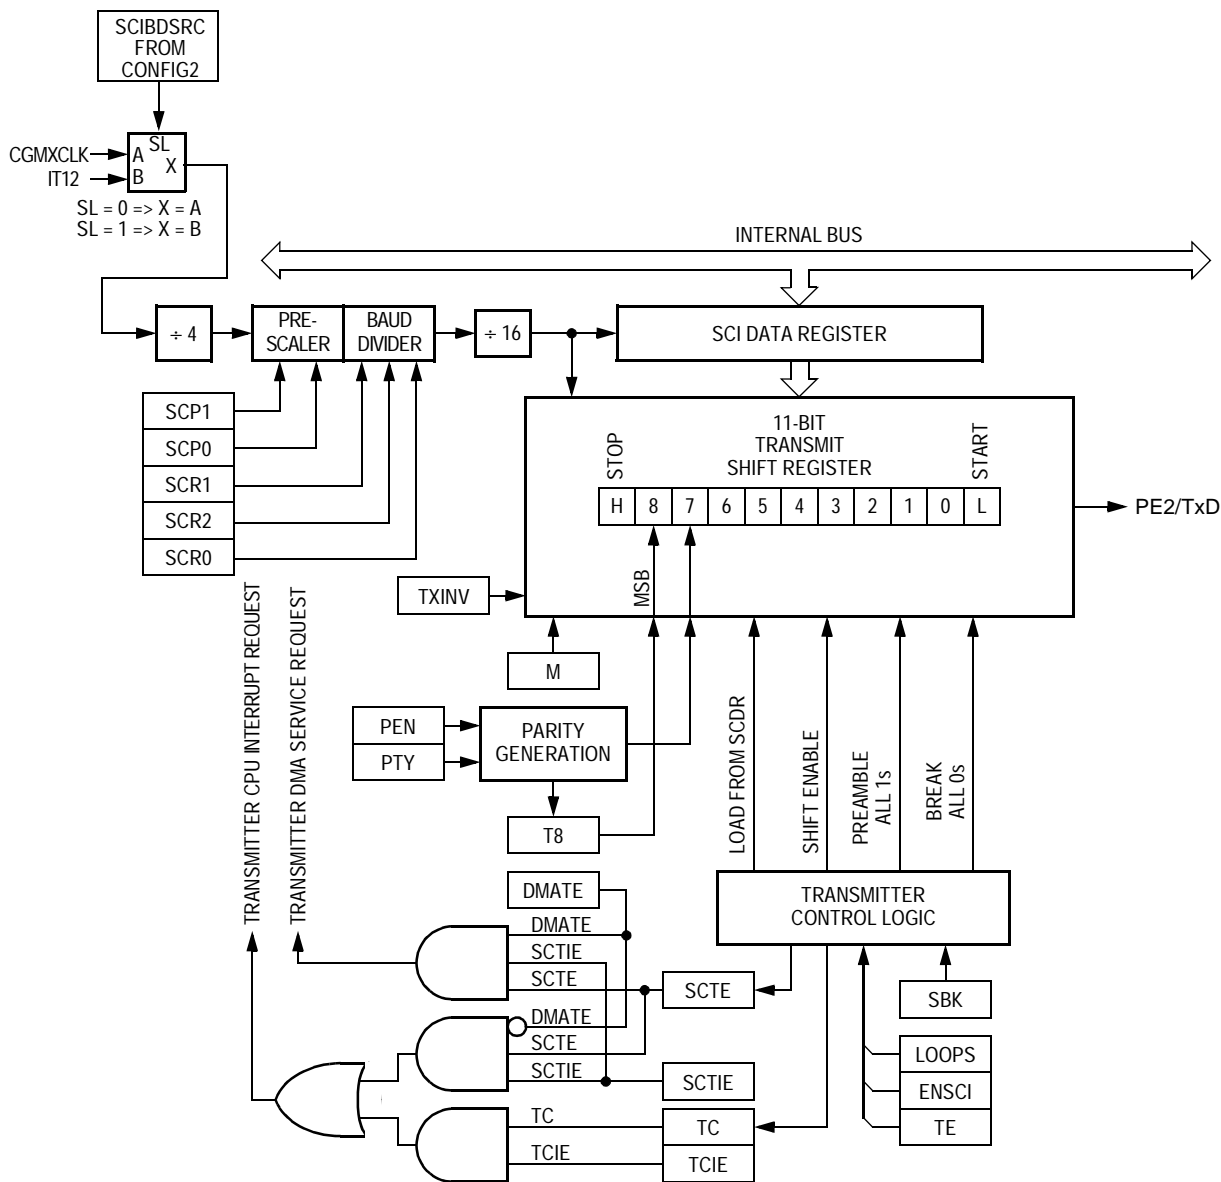 SCIBDSRC
FROM
CONFIG2
SL
CGMXCLK
A
X
IT12
B
SL = 0 => X = A
SL = 1 => X = B
INTERNAL BUS
÷ 4
PRE-
SCALER
BAUD
DIVIDER
÷ 16
SCI DATA REGISTER
SCP1
SCP0
SCR1
SCR2
SCR0
11-BIT
TRANSMIT
SHIFT REGISTER
STOP
START
H 8 7 6 5 4 3 2 1 0 L
PE2/TxD
MSB
TXINV
M
PEN
PTY
PARITY
GENERATION
T8
TRANSMITTER CPU INTERRUPT REQUEST
TRANSMITTER DMA SERVICE REQUEST
LOAD FROM SCDR
SHIFT ENABLE
PREAMBLE
ALL 1s
BREAK
ALL 0s
TRANSMITTER
CONTROL LOGIC
DMATE
DMATE
SCTIE
SCTE
SCTE
SBK
DMATE
SCTE
SCTIE
SCTIE
LOOPS
ENSCI
TE
TC
TC
TCIE
TCIE